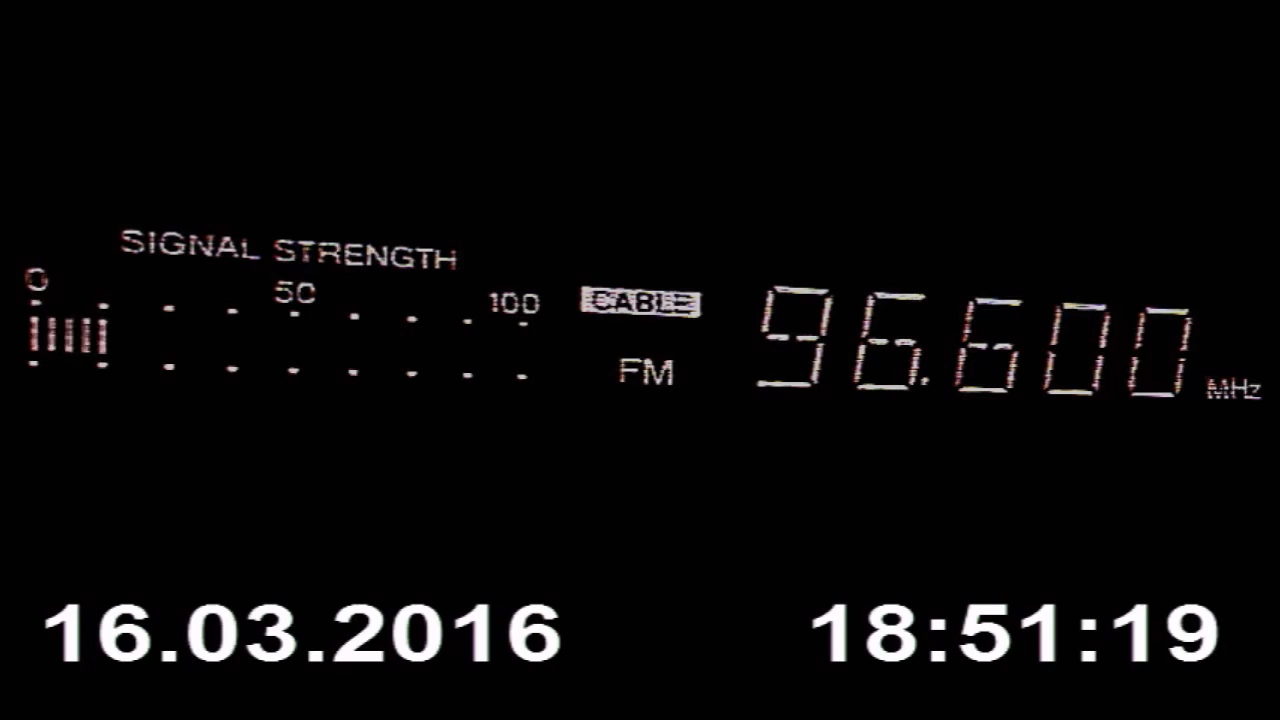 SIGNAL STRENGTH
0 50 100
CABLE
FM
96.600 MHz
16.03.2016 18:51:19